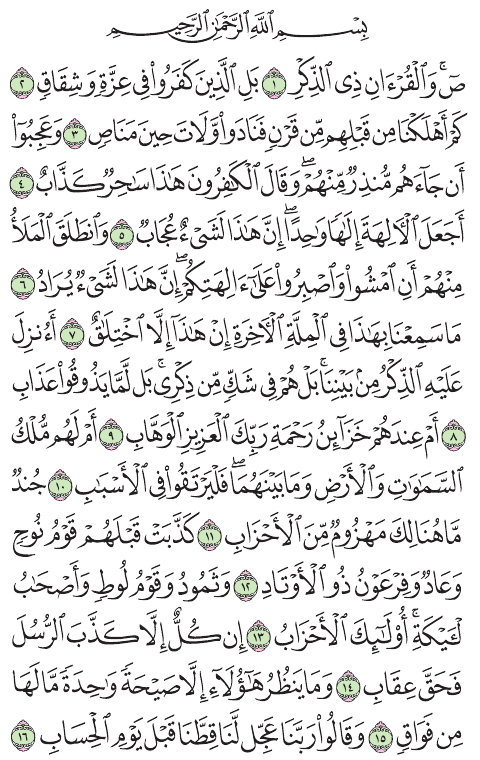 بِسْمِ ٱللَّهِ ٱلرَّحْمَٰنِ ٱلرَّحِيمِ
صٓۚ وَٱلْقُرْءَانِ ذِي ٱلذِّكْرِ ١ بَلِ ٱلَّذِينَ كَفَرُوا۟ فِي عِزَّةٍ وَشِقَاقٍ ٢
كَمْ أَهْلَكْنَا مِن قَبْلِهِم مِّن قَرْنٍ فَنَادَوا۟ وَّلَاتَ حِينَ مَنَاصٍ ٣ وَعَجِبُوٓا۟
أَن جَآءَهُم مُّنذِرٌ مِّنْهُمْۖ وَقَالَ ٱلْكَٰفِرُونَ هَٰذَا سَٰحِرٌ كَذَّابٌ ٤
أَجَعَلَ ٱلْءَالِهَةَ إِلَٰهًا وَٰحِدًاۖ إِنَّ هَٰذَا لَشَىْءٌ عُجَابٌ ٥ وَٱنطَلَقَ ٱلْمَلَأُ
مِنْهُمْ أَنِ ٱمْشُوا۟ وَٱصْبِرُوا۟ عَلَىٰٓ ءَالِهَتِكُمْۖ إِنَّ هَٰذَا لَشَىْءٌ يُرَادُ ٦
مَا سَمِعْنَا بِهَٰذَا فِي ٱلْمِلَّةِ ٱلْءَاخِرَةِ إِنْ هَٰذَآ إِلَّا ٱخْتِلَٰقٌ ٧ أَءُنزِلَ
عَلَيْهِ ٱلذِّكْرُ مِنۢ بَيْنِنَاۚ بَلْ هُمْ فِي شَكٍّ مِّن ذِكْرِيۚ بَل لَّمَّا يَذُوقُوا۟ عَذَابِ
٨ أَمْ عِندَهُمْ خَزَآئِنُ رَحْمَةِ رَبِّكَ ٱلْعَزِيزِ ٱلْوَهَّابِ ٩ أَمْ لَهُم مُّلْكُ
ٱلسَّمَٰوَٰتِ وَٱلْأَرْضِ وَمَا بَيْنَهُمَاۖ فَلْيَرْتَقُوا۟ فِي ٱلْأَسْبَٰبِ ١٠ جُندٌ
مَّا هُنَالِكَ مَهْزُومٌ مِّنَ ٱلْأَحْزَابِ ١١ كَذَّبَتْ قَبْلَهُمْ قَوْمُ نُوحٍ
وَعَادٌ وَفِرْعَوْنُ ذُو ٱلْأَوْتَادِ ١٢ وَثَمُودُ وَقَوْمُ لُوطٍ وَأَصْحَٰبُ
لْـَٔيْكَةِۚ أُو۟لَٰٓئِكَ ٱلْأَحْزَابُ ١٣ إِن كُلٌّ إِلَّا كَذَّبَ ٱلرُّسُلَ
فَحَقَّ عِقَابِ ١٤ وَمَا يَنظُرُ هَٰٓؤُلَآءِ إِلَّا صَيْحَةً وَٰحِدَةً مَّا لَهَا
مِن فَوَاقٍ ١٥ وَقَالُوا۟ رَبَّنَا عَجِّل لَّنَا قِطَّنَا قَبْلَ يَوْمِ ٱلْحِسَابِ ١٦